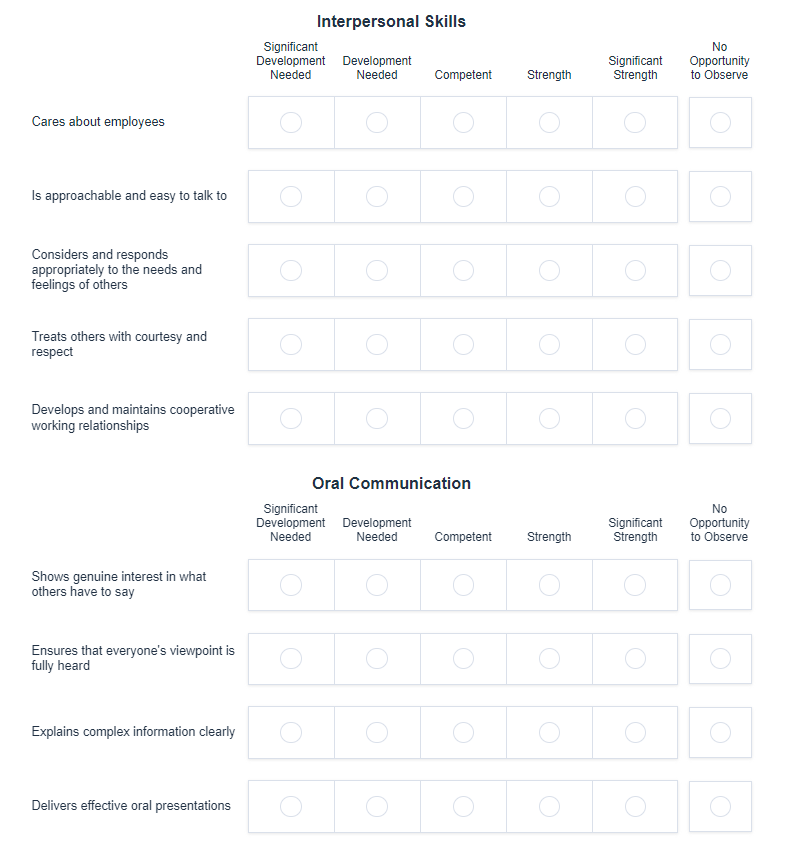 Interpersonal Skills
Significant Development Needed
Development Needed
Competent
Strength
Significant Strength
No Opportunity to Observe
Cares about employees
Is approachable and easy to talk to
Considers and responds
appropriately to the needs and
feelings of others
Treats others with courtesy and
respect
Develops and maintains cooperative
working relationships
Oral Communication
Significant Development Needed
Development Needed
Competent
Strength
Significant Strength
No Opportunity to Observe
Shows genuine interest in what
others have to say
Ensures that everyone's viewpoint is
fully heard
Explains complex information clearly
Delivers effective oral presentations